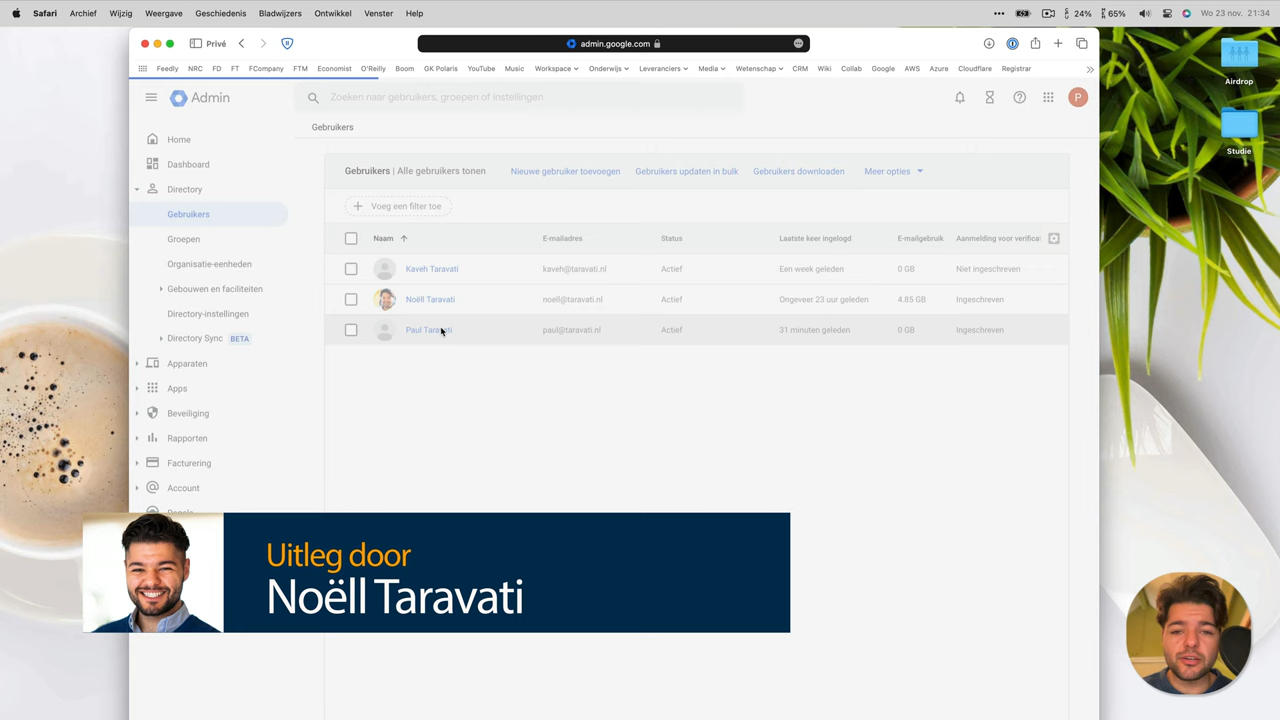 Safari Archief Wijzig Weergave Geschiedenis Bladwijzers Ontwikkel Venster Help
24% 65% Wo 23 nov. 21:34
Privé
admin.google.com
Feedly NRC FD FT FCompany FTM Economist O'Reilly Boom GK Polaris YouTube Music Workspace Onderwijs Leveranciers Media Wetenschap CRM Wiki Collab Google AWS Azure Cloudflare Registrar
Airdrop
Studie
Admin
Zoeken naar gebruikers, groepen of instellingen
P
Gebruikers
Home
Dashboard
Directory
Gebruikers
Groepen
Organisatie-eenheden
Gebouwen en faciliteiten
Directory-instellingen
Directory Sync BETA
Apparaten
Apps
Beveiliging
Rapporten
Facturering
Account
Gebruikers | Alle gebruikers tonen
Nieuwe gebruiker toevoegen Gebruikers updaten in bulk Gebruikers downloaden Meer opties
Voeg een filter toe
Naam E-mailadres Status Laatste keer ingelogd E-mailgebruik Aanmelding voor
Kaveh Taravati kaveh@taravati.nl Actief Een week geleden 0 GB Niet ingeschreven
Noëll Taravati noell@taravati.nl Actief Ongeveer 23 uur geleden 4.85 GB Ingeschreven
Paul Taravati paul@taravati.nl Actief 31 minuten geleden 0 GB Ingeschreven
Uitleg door
Noëll Taravati